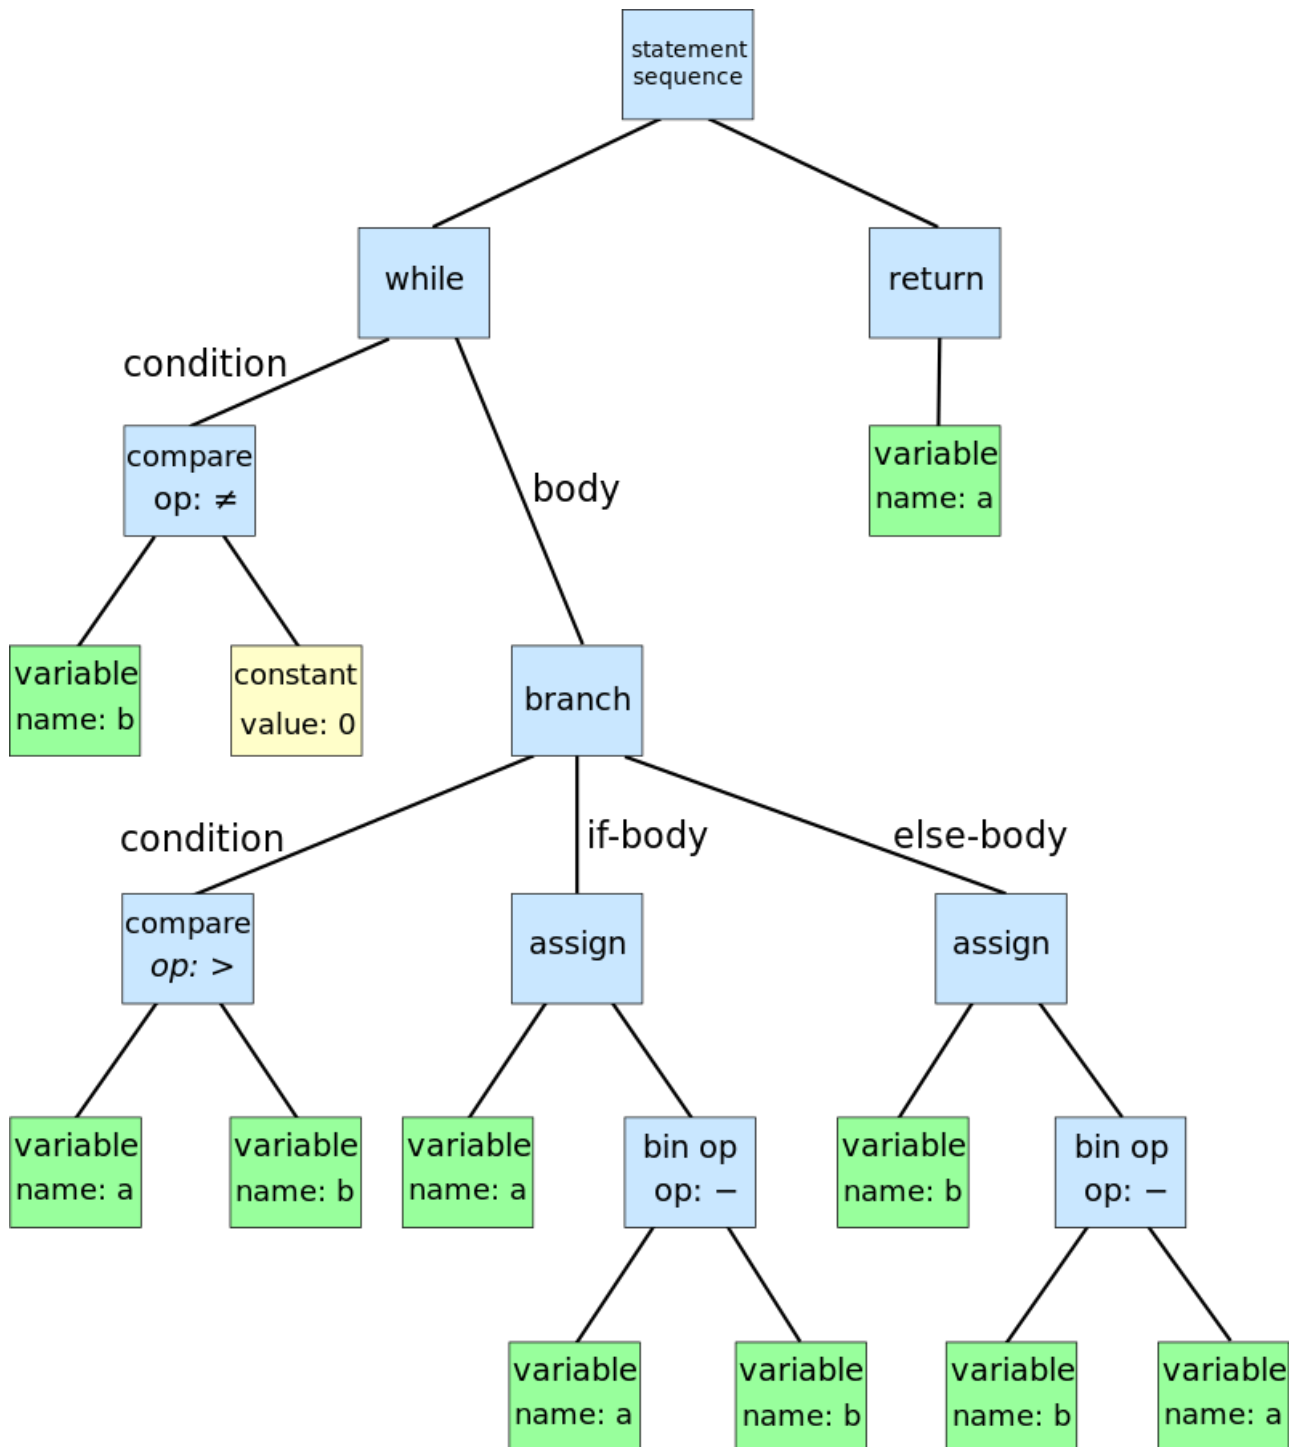 statement
sequence
while
return
condition
body
compare
op: ≠
variable
name: a
variable
name: b
constant
value: 0
branch
condition
if-body
else-body
compare
op: >
assign
assign
variable
name: a
variable
name: b
variable
name: a
bin op
op: −
variable
name: b
bin op
op: −
variable
name: a
variable
name: b
variable
name: b
variable
name: a